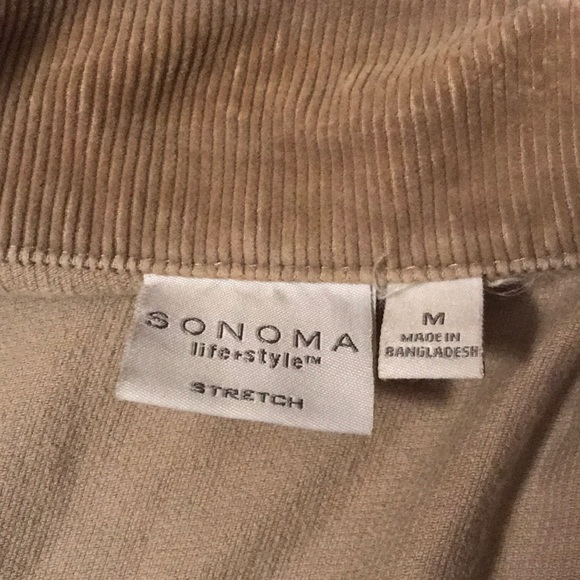 SONOMA
life+style™
STRETCH
M
MADE IN
BANGLADESH